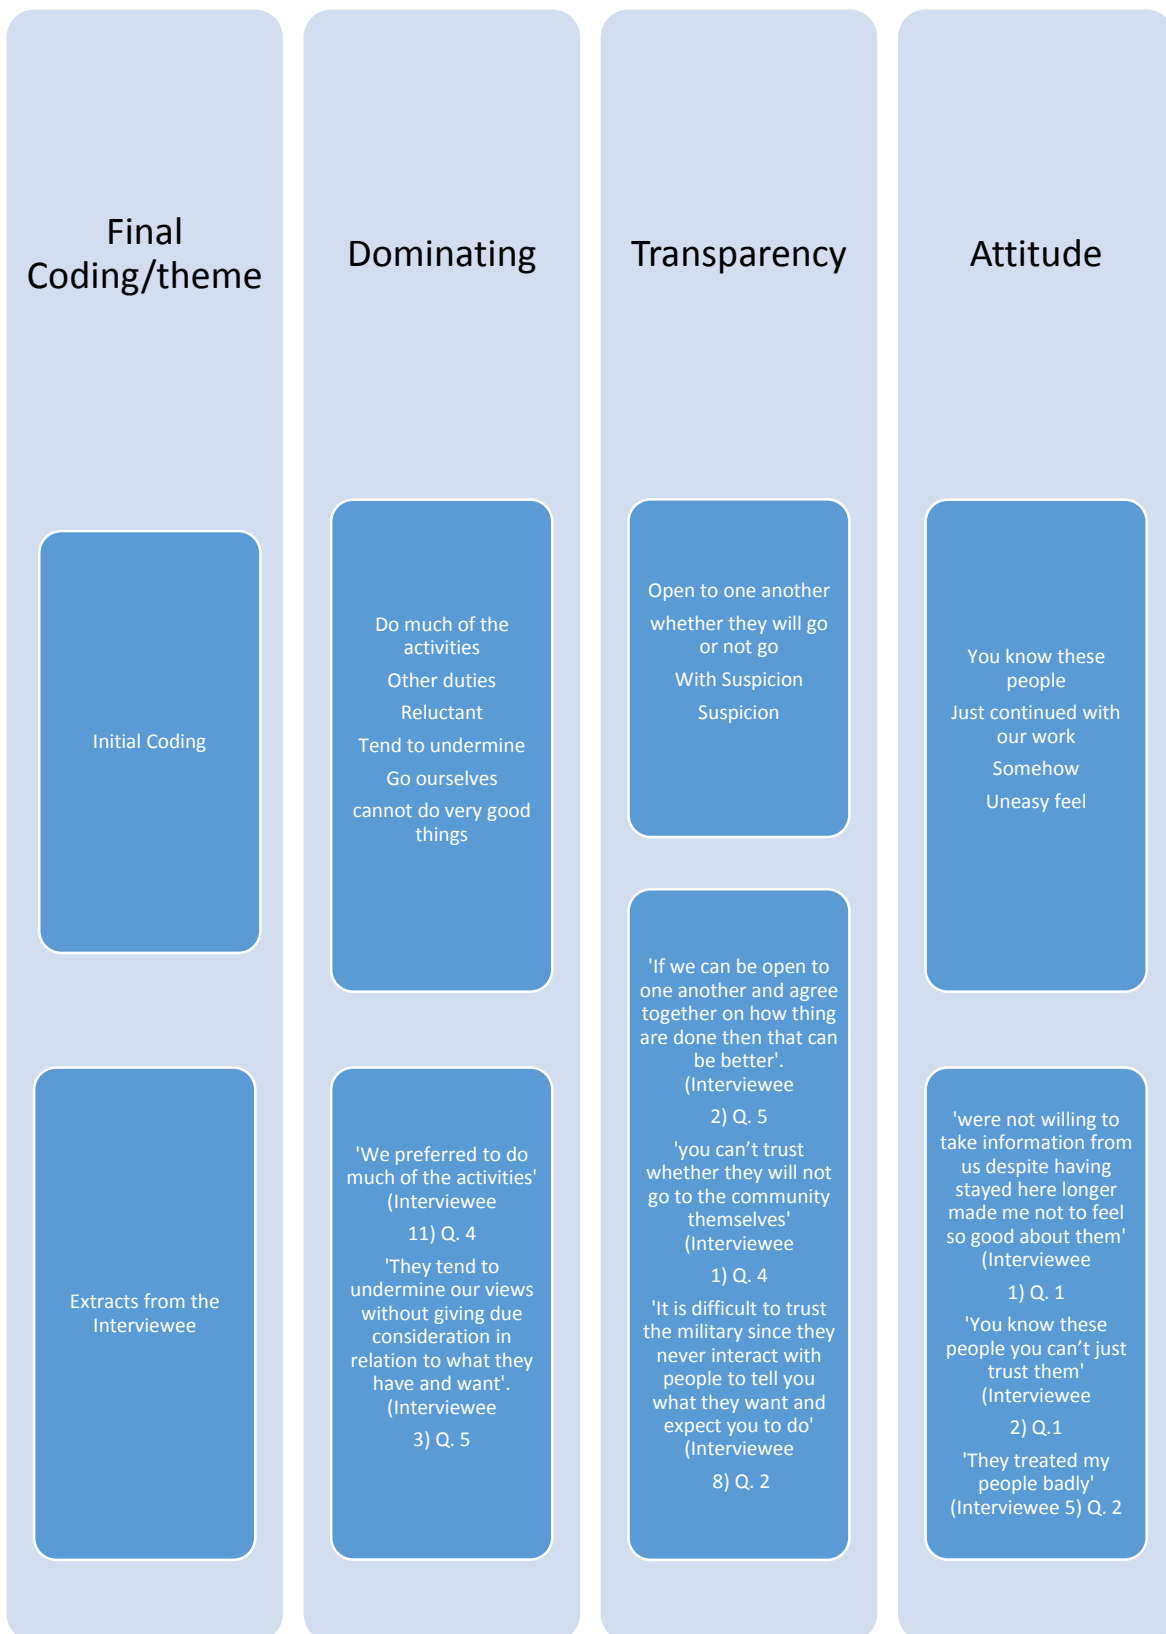 Final
Coding/theme
Initial Coding
Extracts from the
Interviewee
Dominating
Do much of the
activities
Other duties
Reluctant
Tend to undermine
Go ourselves
cannot do very good
things
'We preferred to do
much of the activities'
(Interviewee
11) Q. 4
'They tend to
undermine our views
without giving due
consideration in
relation to what they
have and want'.
(Interviewee
3) Q. 5
Transparency
Open to one another
whether they will go
or not go
With Suspicion
Suspicion
'If we can be open to
one another and agree
together on how thing
are done then that can
be better'.
(Interviewee
2) Q. 5
'you can’t trust
whether they will not
go to the community
themselves'
(Interviewee
1) Q. 4
'It is difficult to trust
the military since they
never interact with
people to tell you
what they want and
expect you to do'
(Interviewee
8) Q. 2
Attitude
You know these
people
Just continued with
our work
Somehow
Uneasy feel
'were not willing to
take information from
us despite having
stayed here longer
made me not to feel
so good about them'
(Interviewee
1) Q. 1
'You know these
people you can’t just
trust them'
(Interviewee
2) Q.1
'They treated my
people badly'
(Interviewee 5) Q. 2